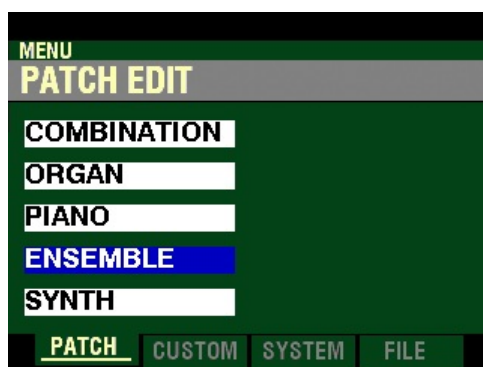 MENU
PATCH EDIT
COMBINATION
ORGAN
PIANO
ENSEMBLE
SYNTH
PATCH CUSTOM SYSTEM FILE